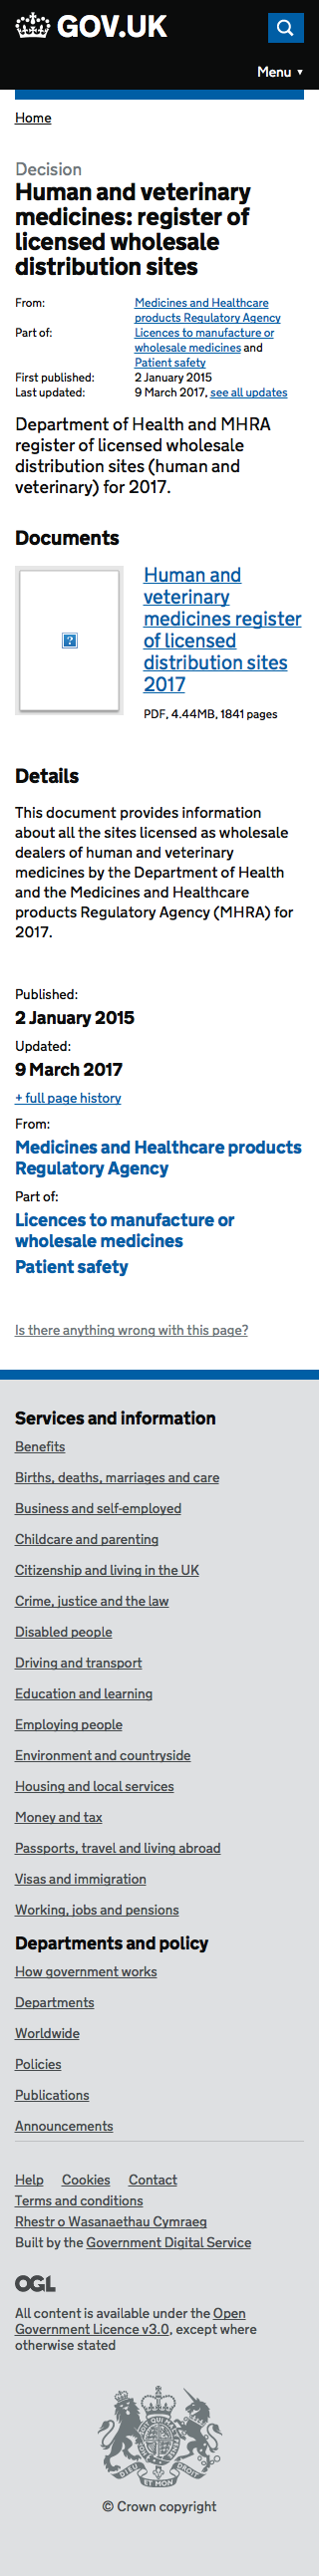 GOV.UK
Menu ▼
Home
Decision
Human and veterinary
medicines: register of
licensed wholesale
distribution sites
From: Medicines and Healthcare
products Regulatory Agency
Part of: Licences to manufacture or
wholesale medicines and
Patient safety
First published: 2 January 2015
Last updated: 9 March 2017, see all updates
Department of Health and MHRA
register of licensed wholesale
distribution sites (human and
veterinary) for 2017.
Documents
Human and
veterinary
medicines register
of licensed
distribution sites
2017
PDF, 4.44MB, 1841 pages
Details
This document provides information
about all the sites licensed as wholesale
dealers of human and veterinary
medicines by the Department of Health
and the Medicines and Healthcare
products Regulatory Agency (MHRA) for
2017.
Published:
2 January 2015
Updated:
9 March 2017
+ full page history
From:
Medicines and Healthcare products
Regulatory Agency
Part of:
Licences to manufacture or
wholesale medicines
Patient safety
Is there anything wrong with this page?
Services and information
Benefits
Births, deaths, marriages and care
Business and self-employed
Childcare and parenting
Citizenship and living in the UK
Crime, justice and the law
Disabled people
Driving and transport
Education and learning
Employing people
Environment and countryside
Housing and local services
Money and tax
Passports, travel and living abroad
Visas and immigration
Working, jobs and pensions
Departments and policy
How government works
Departments
Worldwide
Policies
Publications
Announcements
Help Cookies Contact
Terms and conditions
Rhestr o Wasanaethau Cymraeg
Built by the Government Digital Service
OGL
All content is available under the Open
Government Licence v3.0, except where
otherwise stated
DIEU ET MON
© Crown copyright